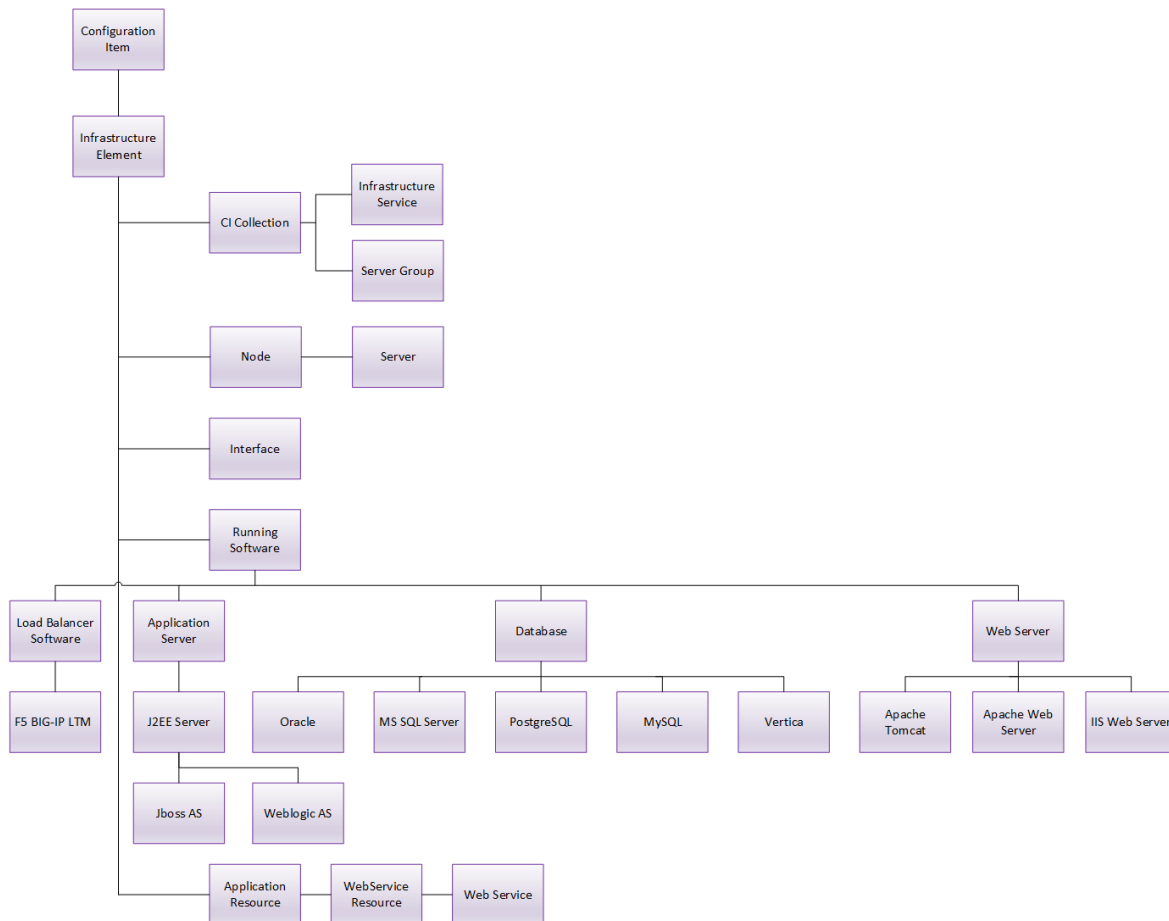 Configuration
Item
Infrastructure
Element
CI Collection
Infrastructure
Service
Server Group
Node
Server
Interface
Running
Software
Load Balancer
Software
Application
Server
Database
Web Server
F5 BIG-IP LTM
J2EE Server
Oracle
MS SQL Server
PostgreSQL
MySQL
Vertica
Apache
Tomcat
Apache Web
Server
IIS Web Server
Jboss AS
Weblogic AS
Application
Resource
WebService
Resource
Web Service